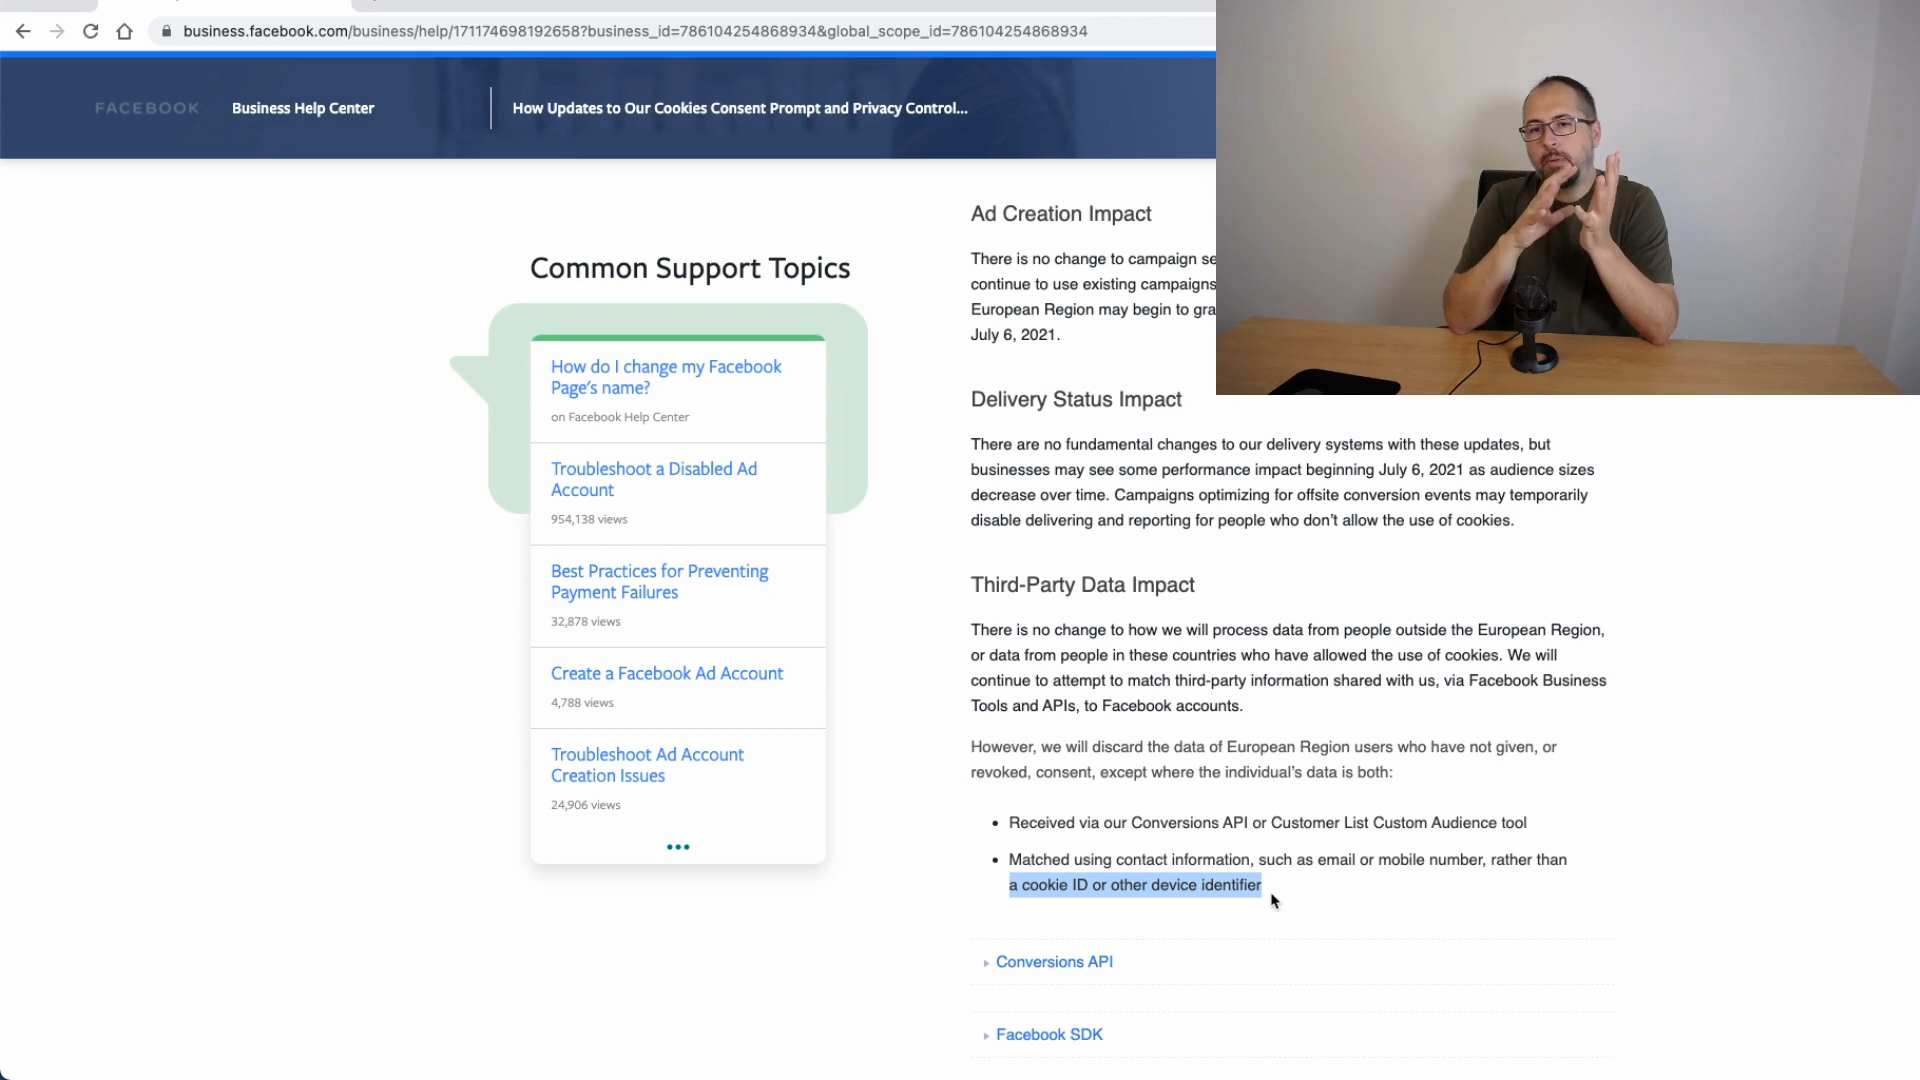 business.facebook.com/business/help/171174698192658?business_id=786104254868934&global_scope_id=786104254868934
FACEBOOK
Business Help Center
How Updates to Our Cookies Consent Prompt and Privacy Control...
Common Support Topics
How do I change my Facebook
Page's name?
on Facebook Help Center
Troubleshoot a Disabled Ad
Account
954,138 views
Best Practices for Preventing
Payment Failures
32,878 views
Create a Facebook Ad Account
4,788 views
Troubleshoot Ad Account
Creation Issues
24,906 views
Ad Creation Impact
There is no change to campaign
continue to use existing campaigns
European Region may begin to
July 6, 2021.
Delivery Status Impact
There are no fundamental changes to our delivery systems with these updates, but
businesses may see some performance impact beginning July 6, 2021 as audience sizes
decrease over time. Campaigns optimizing for offsite conversion events may temporarily
disable delivering and reporting for people who don't allow the use of cookies.
Third-Party Data Impact
There is no change to how we will process data from people outside the European Region,
or data from people in these countries who have allowed the use of cookies. We will
continue to attempt to match third-party information shared with us, via Facebook Business
Tools and APIs, to Facebook accounts.
However, we will discard the data of European Region users who have not given, or
revoked, consent, except where the individual's data is both:
• Received via our Conversions API or Customer List Custom Audience tool
• Matched using contact information, such as email or mobile number, rather than
a cookie ID or other device identifier
Conversions API
Facebook SDK